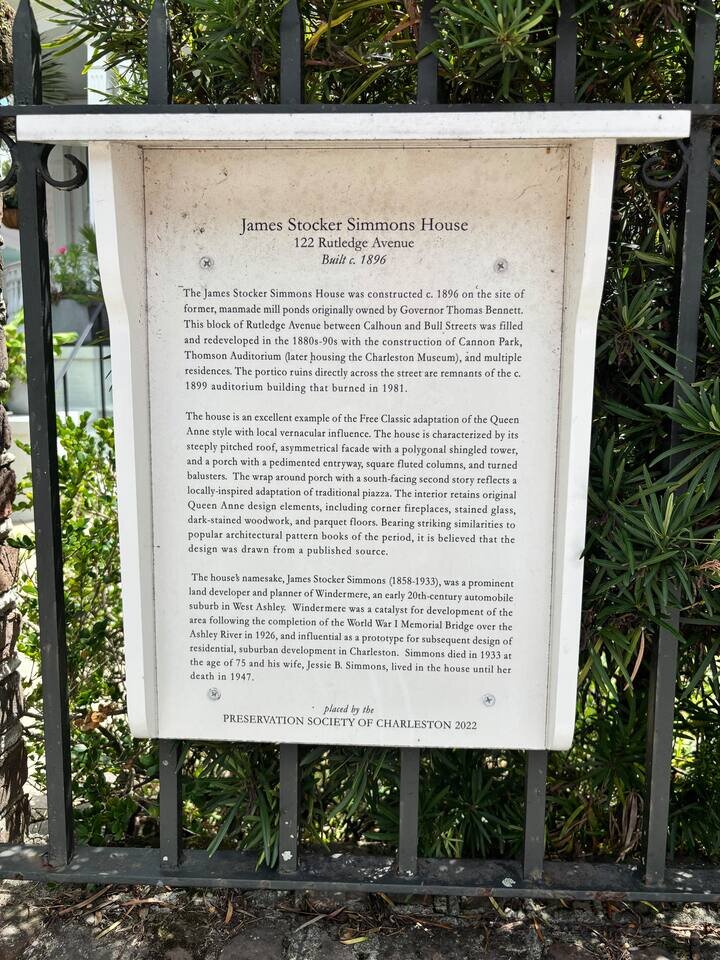 James Stocker Simmons House
122 Rutledge Avenue
Built c. 1896
The James Stocker Simmons House was constructed c. 1896 on the site of
former, manmade mill ponds originally owned by Governor Thomas Bennett.
This block of Rutledge Avenue between Calhoun and Bull Streets was filled
and redeveloped in the 1880s-90s with the construction of Cannon Park,
Thomson Auditorium (later housing the Charleston Museum), and multiple
residences. The portico ruins directly across the street are remnants of the c.
1899 auditorium building that burned in 1981.
The house is an excellent example of the Free Classic adaptation of the Queen
Anne style with local vernacular influence. The house is characterized by its
steeply pitched roof, asymmetrical facade with a polygonal shingled tower,
and a porch with a pedimented entryway, square fluted columns, and turned
balusters. The wrap around porch with a south-facing second story reflects a
locally-inspired adaptation of traditional piazza. The interior retains original
Queen Anne design elements, including corner fireplaces, stained glass,
dark-stained woodwork, and parquet floors. Bearing striking similarities to
popular architectural pattern books of the period, it is believed that the
design was drawn from a published source.
The house's namesake, James Stocker Simmons (1858-1933), was a prominent
land developer and planner of Windermere, an early 20th-century automobile
suburb in West Ashley. Windermere was a catalyst for development of the
area following the completion of the World War I Memorial Bridge over the
Ashley River in 1926, and influential as a prototype for subsequent design of
residential, suburban development in Charleston. Simmons died in 1933 at
the age of 75 and his wife, Jessie B. Simmons, lived in the house until her
death in 1947.
placed by the
PRESERVATION SOCIETY OF CHARLESTON 2022